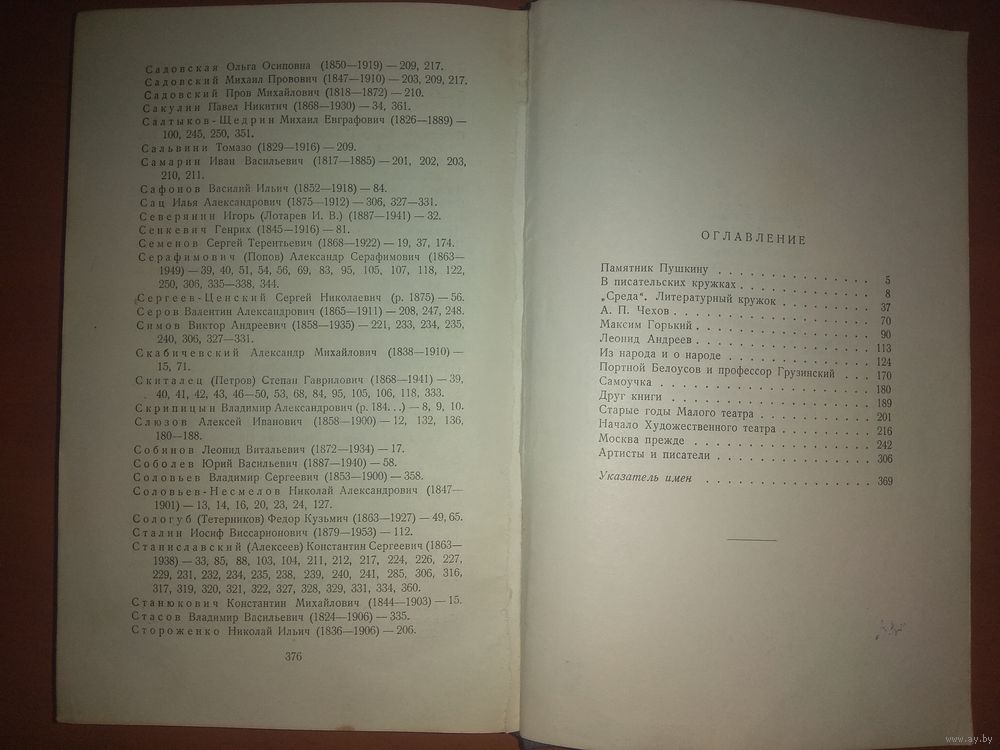 Садовская Ольга Осиповна (1850—1919) — 209, 217.
Садовский Михаил Провович (1847—1910) — 203, 209, 217.
Садовский Пров Михайлович (1818—1872) — 210.
Сакулин Павел Никитич (1868—1930) — 34, 361.
Салтыков-Щедрин Михаил Евграфович (1826—1889) —
100, 245, 250, 351.
Сальвини Томазо (1829—1916) — 209.
Самарин Иван Васильевич (1817—1885) — 201, 202, 203,
210, 211.
Сафонов Василий Ильич (1852—1918) — 84.
Сац Илья Александрович (1875—1912) — 306, 327—331.
Северянин Игорь (Лотарев И. В.) (1887—1941) — 32.
Сенкевич Генрих (1845—1916) — 81.
Семенов Сергей Терентьевич (1868—1922) — 19, 37, 174.
Серафимович (Попов) Александр Серафимович (1863—
1949) — 39, 40, 51, 54, 56, 69, 83, 95, 105, 107, 118, 122,
250, 306, 335—338, 344.
Сергеев-Ценский Сергей Николаевич (р. 1875) — 56.
Серов Валентин Александрович (1865—1911) — 208, 247, 248.
Симов Виктор Андреевич (1858—1935) — 221, 233, 234, 235,
240, 306, 327—331.
Скабичевский Александр Михайлович (1838—1910) —
15, 71.
Скиталец (Петров) Степан Гаврилович (1868—1941) — 39,
40, 41, 42, 43, 46—50, 53, 68, 84, 95, 105, 106, 118, 333.
Скрипицын Владимир Александрович (р. 184. . .) — 8, 9, 10.
Слюзов Алексей Иванович (1858—1900) — 12, 132, 136,
180—188.
Собинов Леонид Витальевич (1872—1934) — 17.
Соболев Юрий Васильевич (1887—1940) — 58.
Соловьев Владимир Сергеевич (1853—1900) — 358.
Соловьев-Несмелов Николай Александрович (1847—
1901) — 13, 14, 16, 20, 23, 24, 127.
Сологуб (Тетерников) Федор Кузьмич (1863—1927) — 49, 65.
Сталин Иосиф Виссарионович (1879—1953) — 112.
Станиславский (Алексеев) Константин Сергеевич (1863—
1938) — 33, 85, 88, 103, 104, 211, 212, 217, 224, 226, 227,
229, 231, 232, 234, 235, 238, 239, 240, 241, 285, 306, 316,
317, 319, 320, 321, 322, 327, 328, 329, 331, 334, 360.
Станюкович Константин Михайлович (1844—1903) — 15.
Стасов Владимир Васильевич (1824—1906) — 335.
Стороженко Николай Ильич (1836—1906) — 206.
376
ОГЛАВЛЕНИЕ
Памятник Пушкину . . . . . . . . . . . . . 5
В писательских кружках . . . . . . . . . . . 8
„Среда“. Литературный кружок . . . . . . . . 37
А. П. Чехов . . . . . . . . . . . . . . . . 70
Максим Горький . . . . . . . . . . . . . . 90
Леонид Андреев . . . . . . . . . . . . . . 113
Из народа и о народе . . . . . . . . . . . . 124
Портной Белоусов и профессор Грузинский . . . 170
Самоучка . . . . . . . . . . . . . . . . . 180
Друг книги . . . . . . . . . . . . . . . . 189
Старые годы Малого театра . . . . . . . . . 201
Начало Художественного театра . . . . . . . . 216
Москва прежде . . . . . . . . . . . . . . 242
Артисты и писатели . . . . . . . . . . . . 306
Указатель имен . . . . . . . . . . . . . . 369
www.ay.by